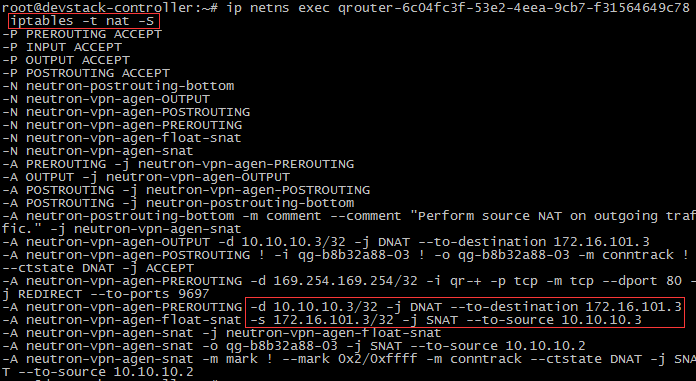 root@devstack-controller:~# ip netns exec qrouter-6c04fc3f-53e2-4eea-9cb7-f31564649c78
iptables -t nat -S
-P PREROUTING ACCEPT
-P INPUT ACCEPT
-P OUTPUT ACCEPT
-P POSTROUTING ACCEPT
-N neutron-postrouting-bottom
-N neutron-vpn-agen-OUTPUT
-N neutron-vpn-agen-POSTROUTING
-N neutron-vpn-agen-PREROUTING
-N neutron-vpn-agen-float-snat
-N neutron-vpn-agen-snat
-A PREROUTING -j neutron-vpn-agen-PREROUTING
-A OUTPUT -j neutron-vpn-agen-OUTPUT
-A POSTROUTING -j neutron-vpn-agen-POSTROUTING
-A POSTROUTING -j neutron-postrouting-bottom
-A neutron-postrouting-bottom -m comment --comment "Perform source NAT on outgoing traf
fic." -j neutron-vpn-agen-snat
-A neutron-vpn-agen-OUTPUT -d 10.10.10.3/32 -j DNAT --to-destination 172.16.101.3
-A neutron-vpn-agen-POSTROUTING ! -i qg-b8b32a88-03 ! -o qg-b8b32a88-03 -m conntrack !
--ctstate DNAT -j ACCEPT
-A neutron-vpn-agen-PREROUTING -d 169.254.169.254/32 -i qr-+ -p tcp -m tcp --dport 80 -
j REDIRECT --to-ports 9697
-A neutron-vpn-agen-PREROUTING -d 10.10.10.3/32 -j DNAT --to-destination 172.16.101.3
-A neutron-vpn-agen-float-snat -s 172.16.101.3/32 -j SNAT --to-source 10.10.10.3
-A neutron-vpn-agen-snat -j neutron-vpn-agen-float-snat
-A neutron-vpn-agen-snat -o qg-b8b32a88-03 -j SNAT --to-source 10.10.10.2
-A neutron-vpn-agen-snat -m mark ! --mark 0x2/0xffff -m conntrack --ctstate DNAT -j SNA
T --to-source 10.10.10.2